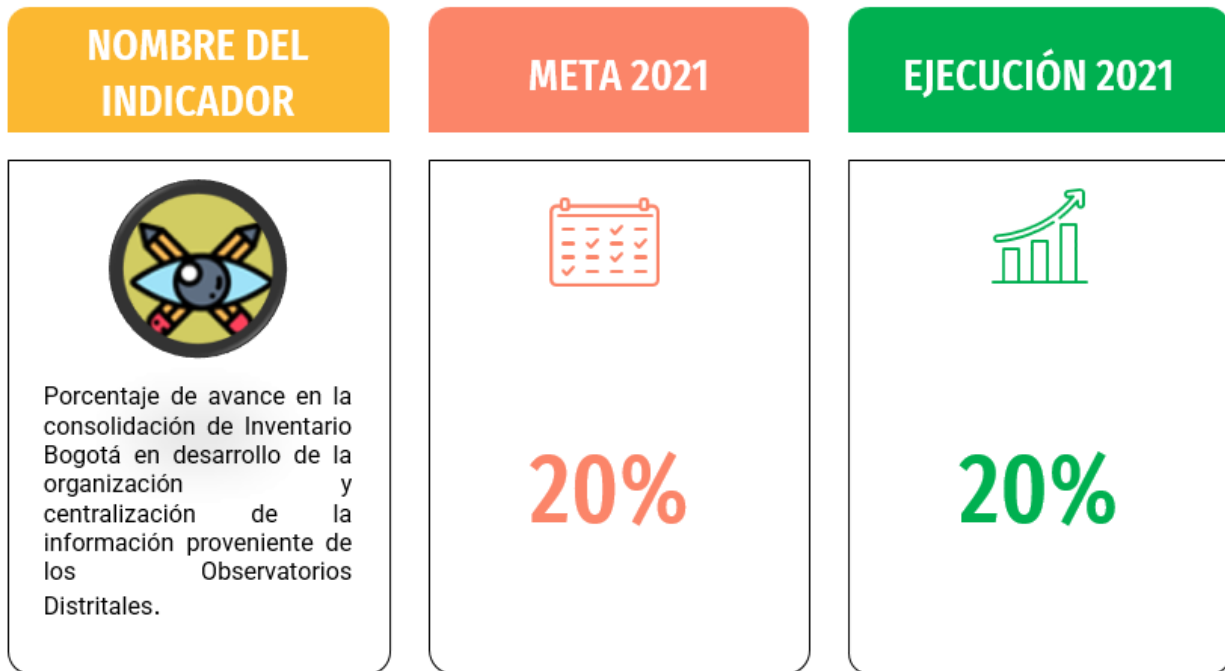 NOMBRE DEL
INDICADOR
META 2021
EJECUCIÓN 2021
Porcentaje de avance en la
consolidación de Inventario
Bogotá en desarrollo de la
organización y
centralización de la
información proveniente de
los Observatorios
Distritales.
20%
20%